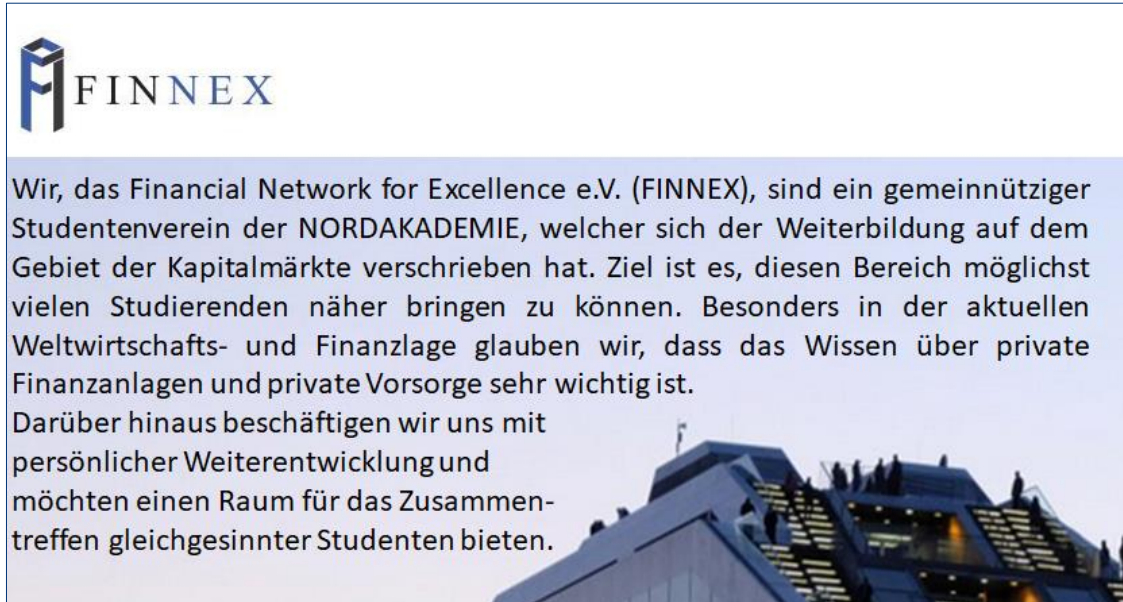 FINNEX
Wir, das Financial Network for Excellence e.V. (FINNEX), sind ein gemeinnütziger
Studentenverein der NORDAKADEMIE, welcher sich der Weiterbildung auf dem
Gebiet der Kapitalmärkte verschrieben hat. Ziel ist es, diesen Bereich möglichst
vielen Studierenden näher bringen zu können. Besonders in der aktuellen
Weltwirtschafts- und Finanzlage glauben wir, dass das Wissen über private
Finanzanlagen und private Vorsorge sehr wichtig ist.
Darüber hinaus beschäftigen wir uns mit
persönlicher Weiterentwicklung und
möchten einen Raum für das Zusammen-
treffen gleichgesinnter Studenten bieten.